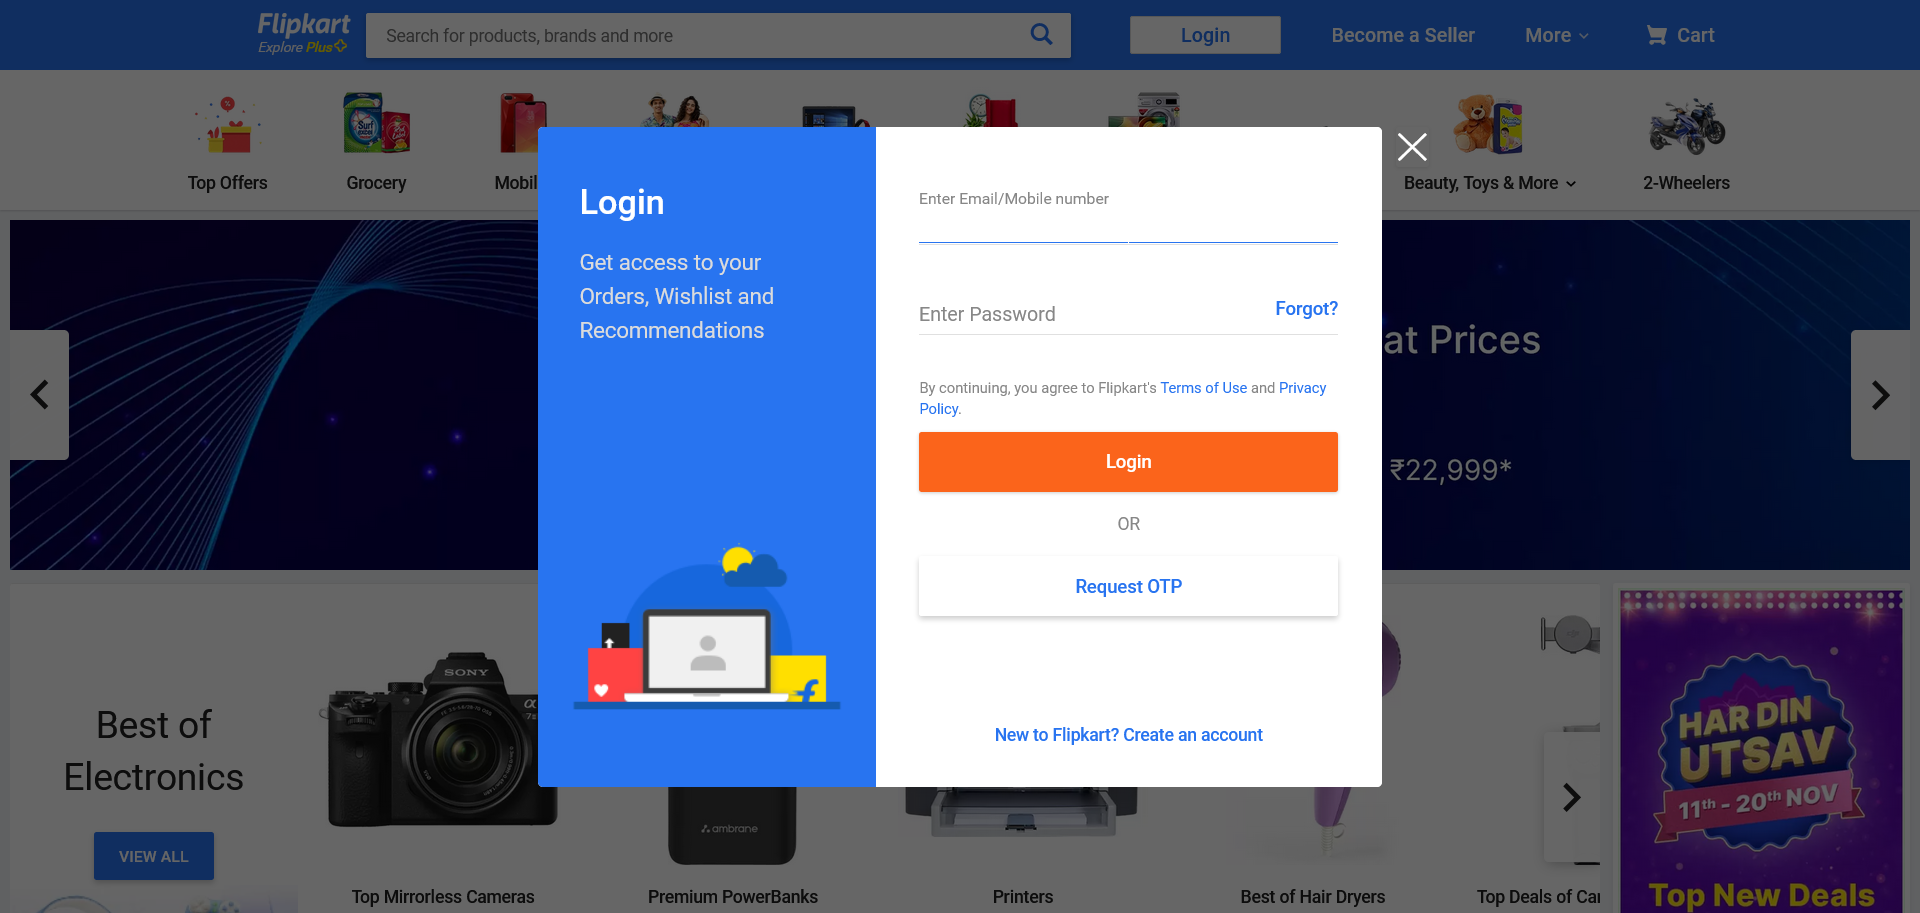 Flipkart
Explore Plus
Search for products, brands and more
Login
Become a Seller
More
Cart
Top Offers
Grocery
Mobil
Beauty, Toys & More
2-Wheelers
Login
Get access to your
Orders, Wishlist and
Recommendations
Enter Email/Mobile number
Enter Password
Forgot?
By continuing, you agree to Flipkart's Terms of Use and Privacy
Policy.
Login
OR
Request OTP
New to Flipkart? Create an account
at Prices
₹22,999*
Best of
Electronics
VIEW ALL
SONY
ambrane
Top Mirrorless Cameras
Premium PowerBanks
Printers
Best of Hair Dryers
Top Deals of Ca
HAR DIN
UTSAV
11th - 20th NOV
Top New Deals